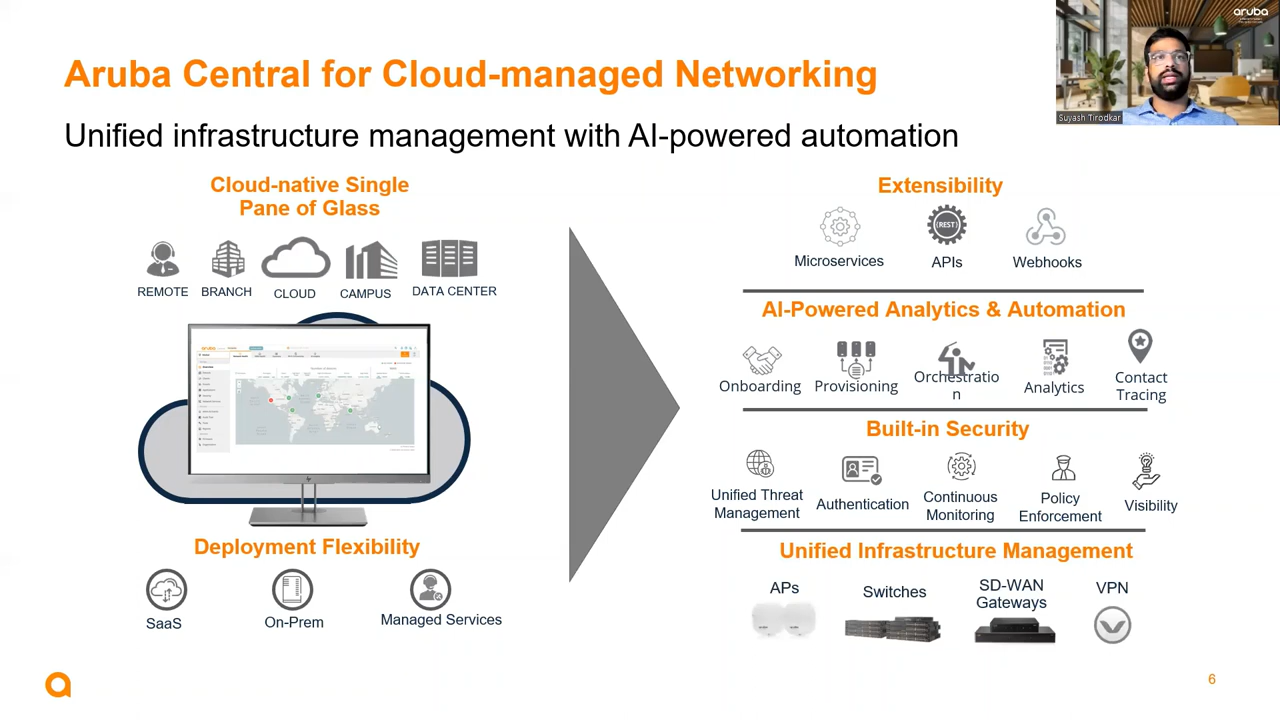 aruba
Suyash Tirodkar
Aruba Central for Cloud-managed Networking
Unified infrastructure management with AI-powered automation
Cloud-native Single
Pane of Glass
REMOTE
BRANCH
CLOUD
CAMPUS
DATA CENTER
aruba
Deployment Flexibility
SaaS
On-Prem
Managed Services
Extensibility
{REST}
Microservices
APIs
Webhooks
AI-Powered Analytics & Automation
Onboarding
Provisioning
Orchestratio
n
Analytics
Contact
Tracing
Built-in Security
Unified Threat
Management
Authentication
Continuous
Monitoring
Policy
Enforcement
Visibility
Unified Infrastructure Management
APs
Switches
SD-WAN
Gateways
VPN
6